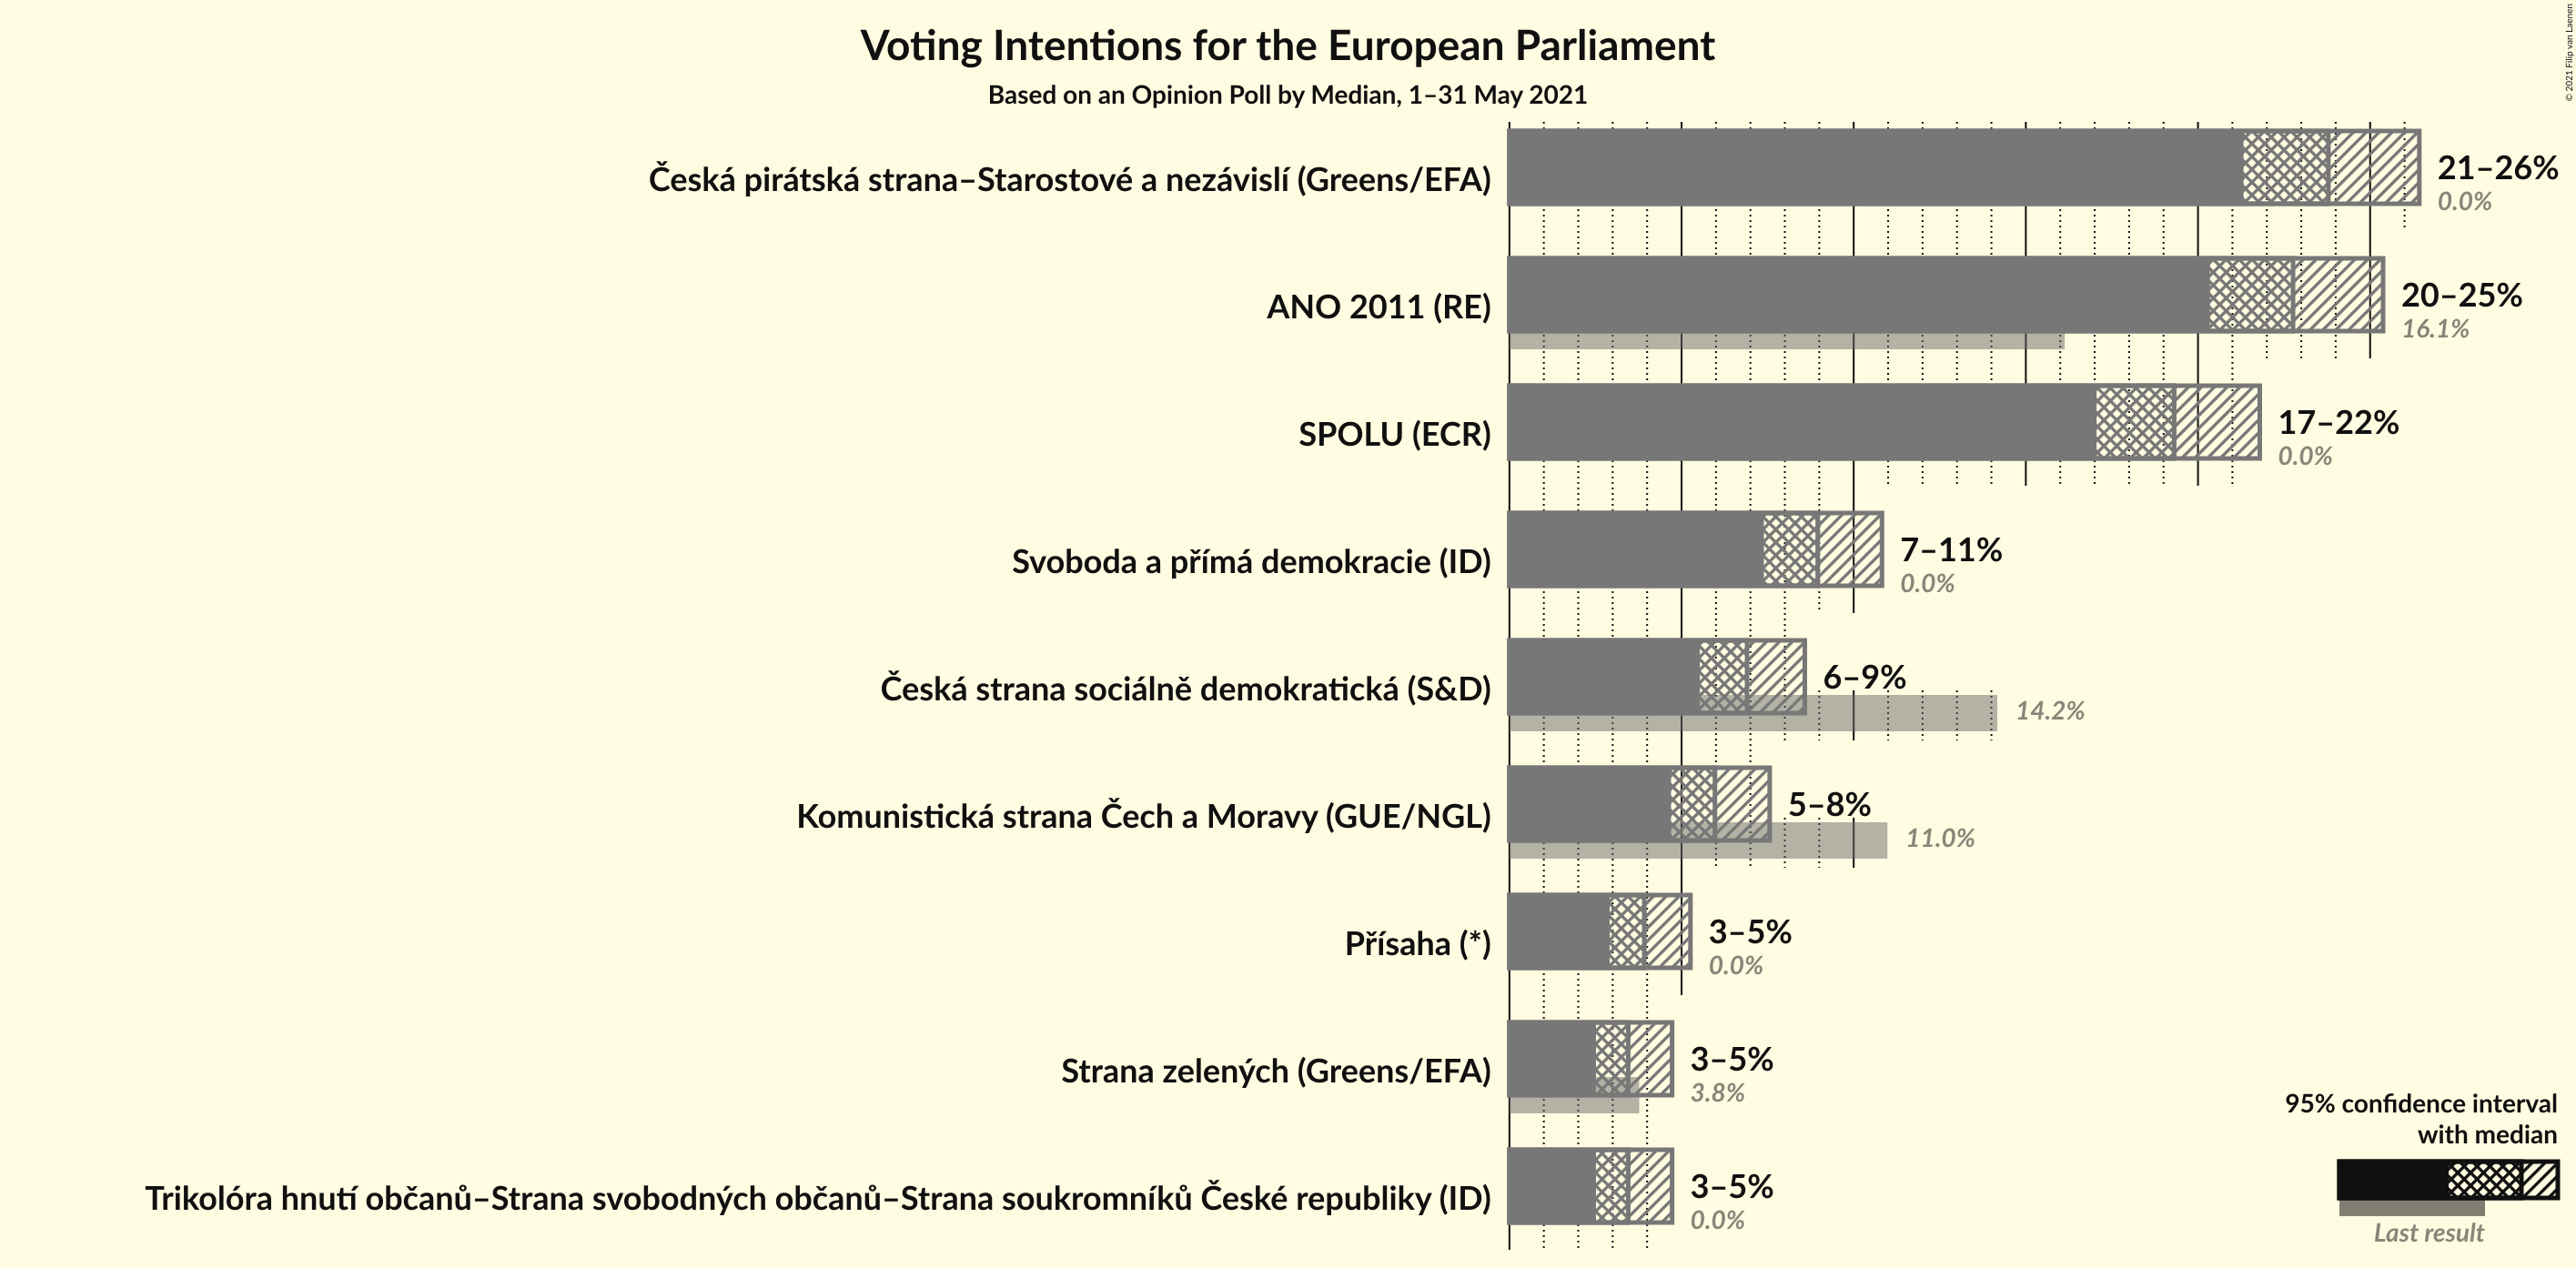 © 2021 Filip van Laenen
Voting Intentions for the European Parliament
Based on an Opinion Poll by Median, 1–31 May 2021
Česká pirátská strana–Starostové a nezávislí (Greens/EFA)
21–26%
0.0%
ANO 2011 (RE)
20–25%
16.1%
SPOLU (ECR)
17–22%
0.0%
Svoboda a přímá demokracie (ID)
7–11%
0.0%
Česká strana sociálně demokratická (S&D)
6–9%
14.2%
Komunistická strana Čech a Moravy (GUE/NGL)
5–8%
11.0%
Přísaha (*)
3–5%
0.0%
Strana zelených (Greens/EFA)
3–5%
3.8%
Trikolóra hnutí občanů–Strana svobodných občanů–Strana soukromníků České republiky (ID)
3–5%
0.0%
95% confidence interval
with median
Last result